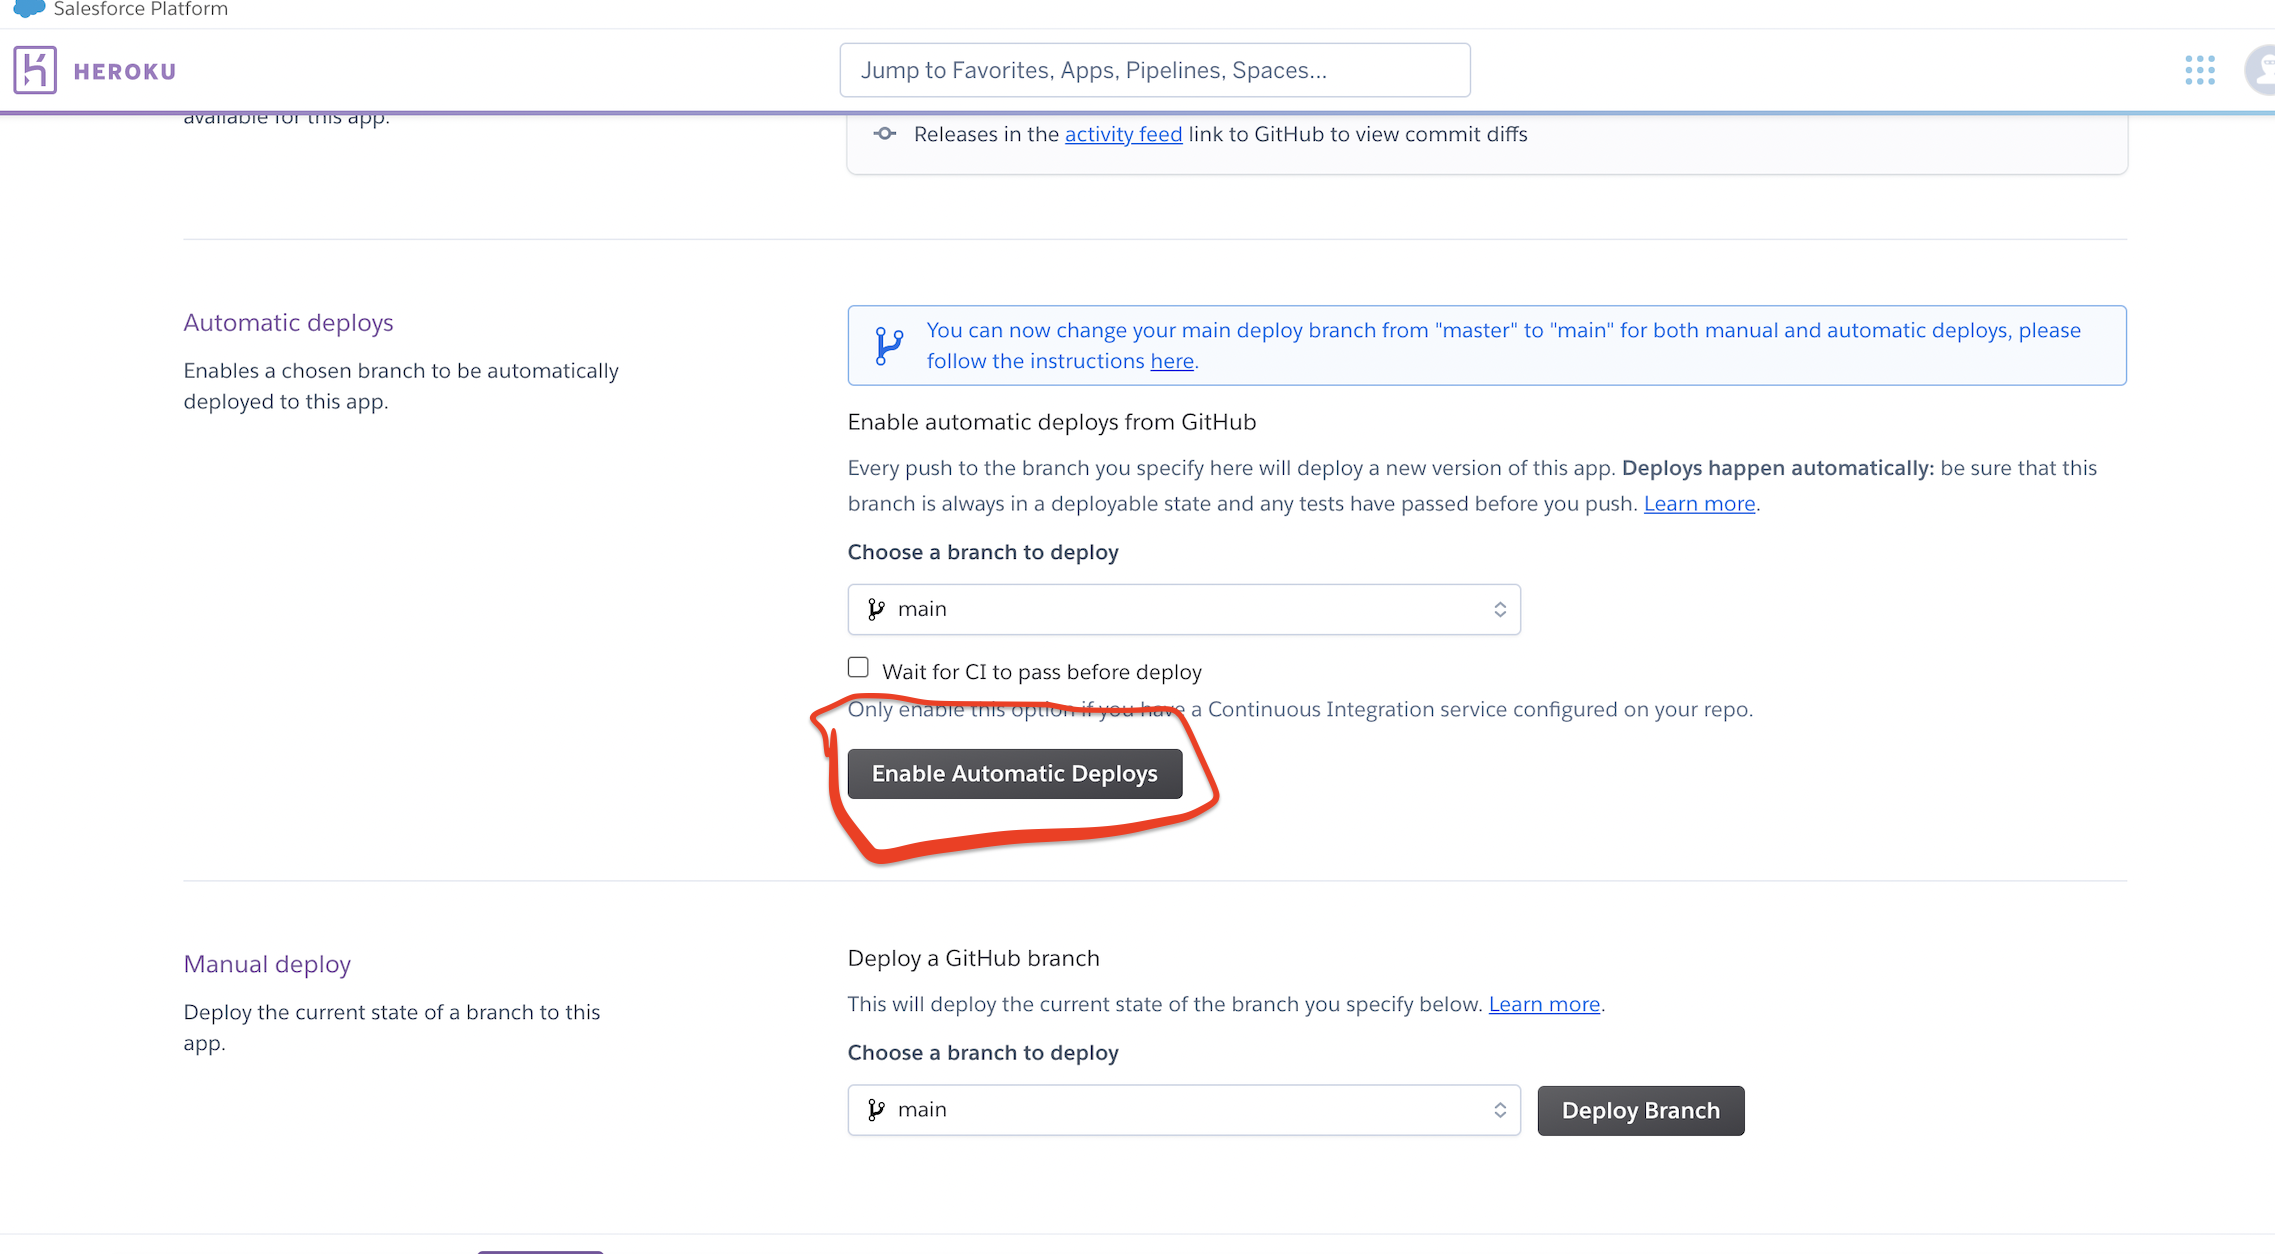 Salesforce Platform
HEROKU
Jump to Favorites, Apps, Pipelines, Spaces...
available for this app.
Releases in the activity feed link to GitHub to view commit diffs
Automatic deploys
Enables a chosen branch to be automatically
deployed to this app.
You can now change your main deploy branch from "master" to "main" for both manual and automatic deploys, please
follow the instructions here.
Enable automatic deploys from GitHub
Every push to the branch you specify here will deploy a new version of this app. Deploys happen automatically: be sure that this
branch is always in a deployable state and any tests have passed before you push. Learn more.
Choose a branch to deploy
main
Wait for CI to pass before deploy
Only enable this option if you have a Continuous Integration service configured on your repo.
Enable Automatic Deploys
Manual deploy
Deploy the current state of a branch to this
app.
Deploy a GitHub branch
This will deploy the current state of the branch you specify below. Learn more.
Choose a branch to deploy
main
Deploy Branch